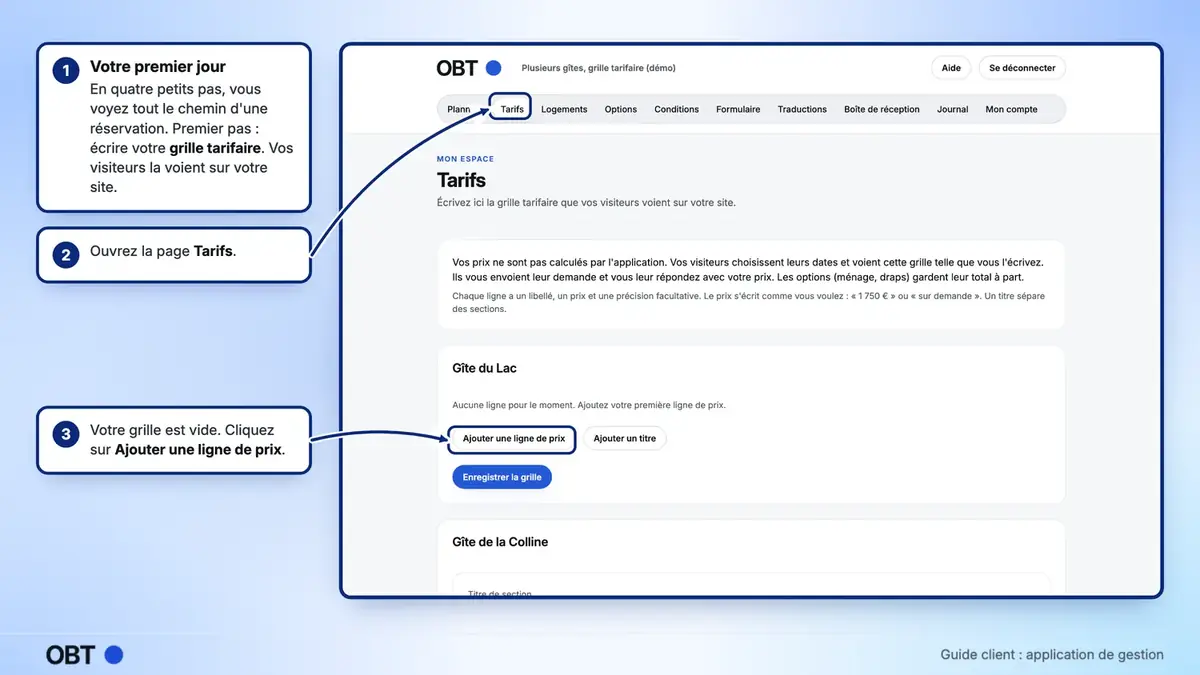 1
Votre premier jour
En quatre petits pas, vous
voyez tout le chemin d'une
réservation. Premier pas :
écrire votre grille tarifaire. Vos
visiteurs la voient sur votre
site.
2
Ouvrez la page Tarifs.
3
Votre grille est vide. Cliquez
sur Ajouter une ligne de prix.
OBT
Plusieurs gîtes, grille tarifaire (démo)
Aide
Se déconnecter
Plann
Tarifs
Logements
Options
Conditions
Formulaire
Traductions
Boîte de réception
Journal
Mon compte
MON ESPACE
Tarifs
Écrivez ici la grille tarifaire que vos visiteurs voient sur votre site.
Vos prix ne sont pas calculés par l'application. Vos visiteurs choisissent leurs dates et voient cette grille telle que vous l'écrivez.
Ils vous envoient leur demande et vous leur répondez avec votre prix. Les options (ménage, draps) gardent leur total à part.
Chaque ligne a un libellé, un prix et une précision facultative. Le prix s'écrit comme vous voulez : « 1 750 € » ou « sur demande ». Un titre sépare
des sections.
Gîte du Lac
Aucune ligne pour le moment. Ajoutez votre première ligne de prix.
Ajouter une ligne de prix
Ajouter un titre
Enregistrer la grille
Gîte de la Colline
Titre de section
OBT
Guide client : application de gestion